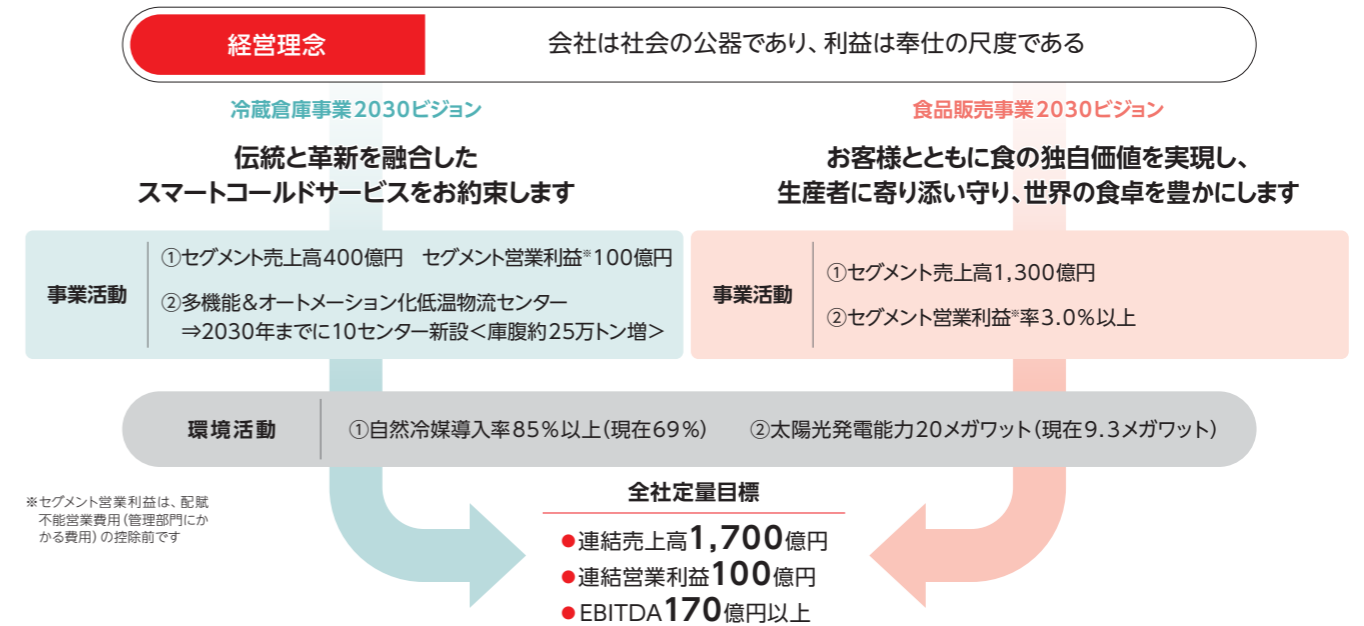 経営理念
会社は社会の公器であり、利益は奉仕の尺度である
冷蔵倉庫事業2030ビジョン
伝統と革新を融合した
スマートコールドサービスをお約束します
事業活動
①セグメント売上高400億円　セグメント営業利益※100億円
②多機能＆オートメーション化低温物流センター
⇒2030年までに10センター新設＜庫腹約25万トン増＞
食品販売事業2030ビジョン
お客様とともに食の独自価値を実現し、
生産者に寄り添い守り、世界の食卓を豊かにします
事業活動
①セグメント売上高1,300億円
②セグメント営業利益※率3.0％以上
環境活動
①自然冷媒導入率85％以上（現在69％）　②太陽光発電能力20メガワット（現在9.3メガワット）
※セグメント営業利益は、配賦
不能営業費用（管理部門にか
かる費用）の控除前です
全社定量目標
●連結売上高1,700億円
●連結営業利益100億円
●EBITDA170億円以上